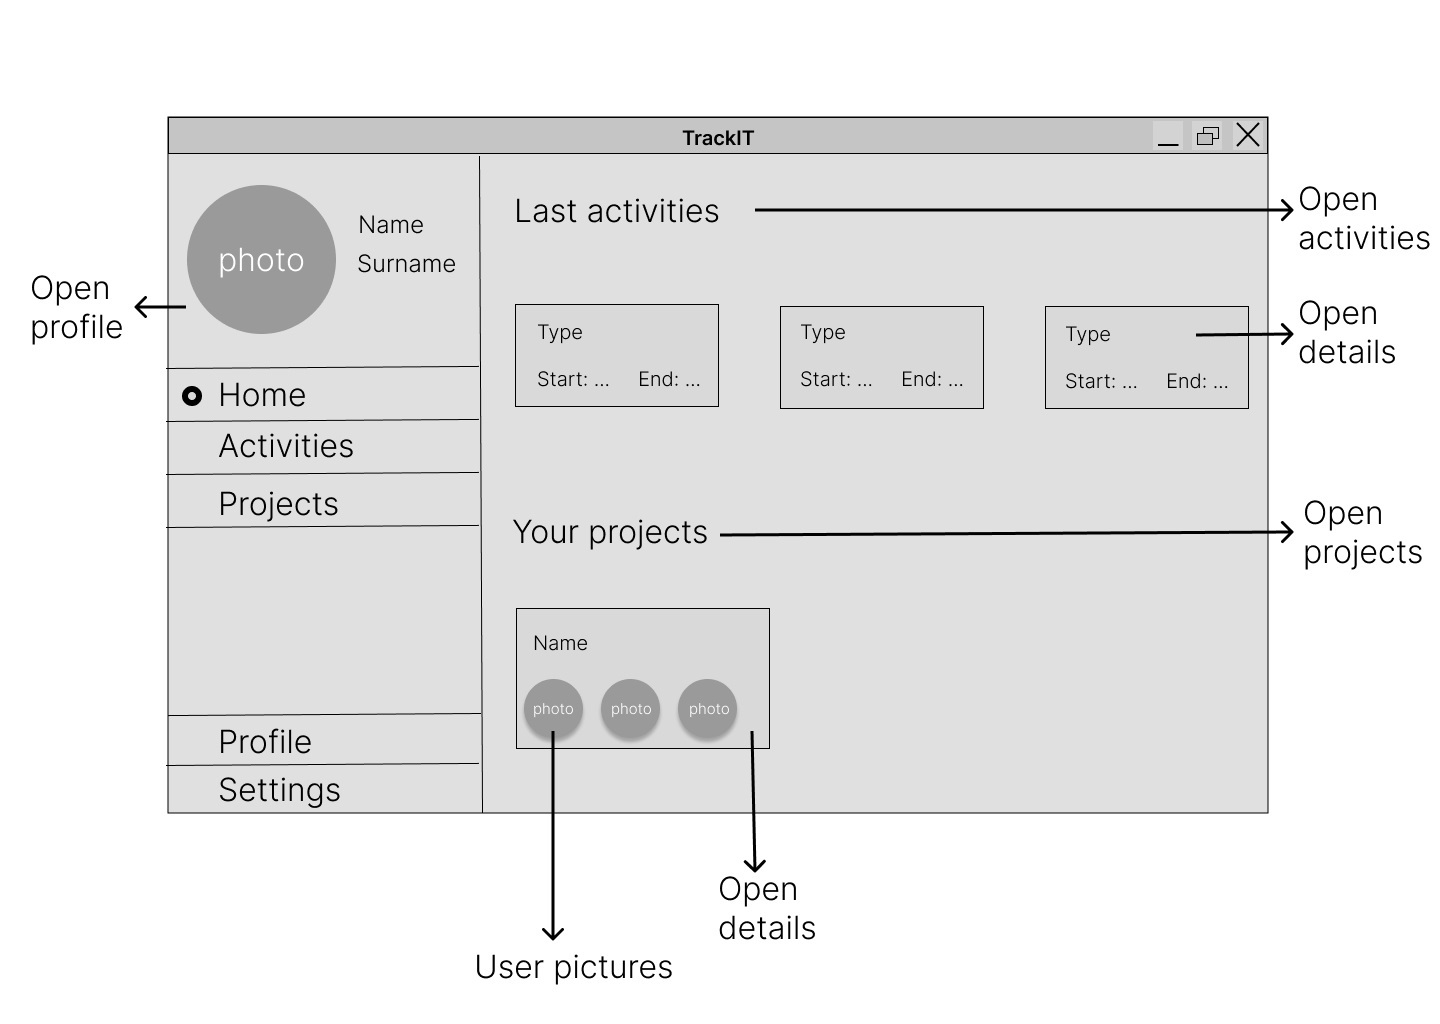 TrackIT
photo
Name
Surname
Open
profile
Home
Activities
Projects
Profile
Settings
Last activities
Open
activities
Type
Start: ... End: ...
Type
Start: ... End: ...
Type
Start: ... End: ...
Open
details
Your projects
Open
projects
Name
photo photo photo
Open
details
User pictures